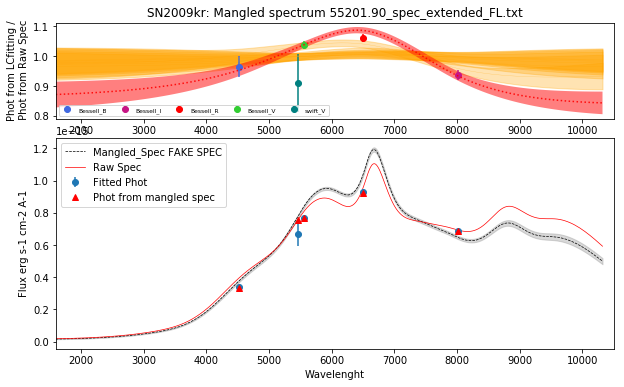 SN2009kr: Mangled spectrum 55201.90_spec_extended_FL.txt
Phot from LCfitting /
Phot from Raw Spec
1.1
1.0
0.9
0.8
Bessell_B Bessell_I Bessell_R Bessell_V swift_V
2000 3000 4000 5000 6000 7000 8000 9000 10000
Flux erg s-1 cm-2 A-1
1.2
1.0
0.8
0.6
0.4
0.2
0.0
Mangled_Spec FAKE SPEC
Raw Spec
Fitted Phot
Phot from mangled spec
2000 3000 4000 5000 6000 7000 8000 9000 10000
Wavelenght